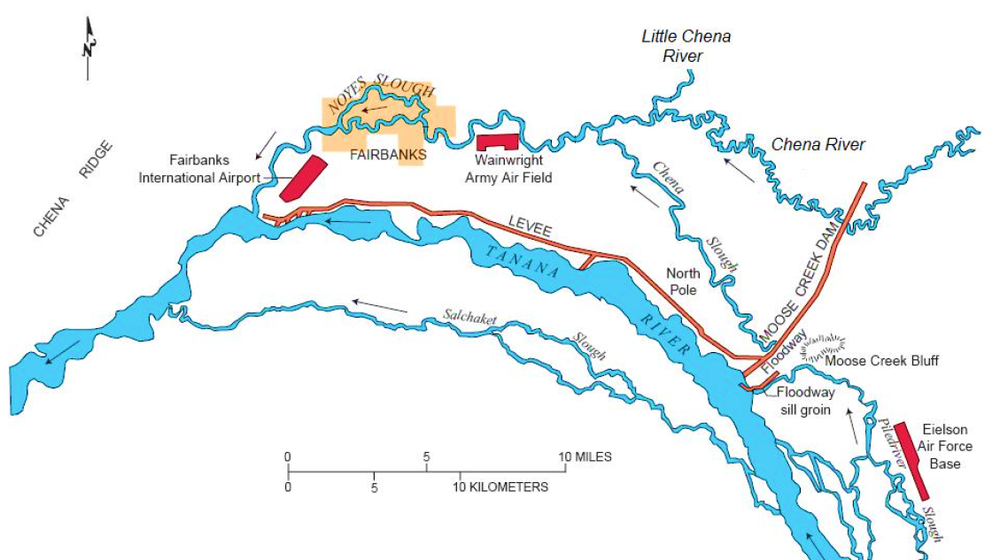 N
Little Chena
River
NOYES SLOUGH
Chena River
CHENA RIDGE
Fairbanks
International Airport
FAIRBANKS
Wainwright
Army Air Field
Chena
Slough
LEVEE
TANANA
RIVER
North
Pole
MOOSE CREEK DAM
Salchaket
Slough
Floodway
Moose Creek Bluff
Floodway
sill groin
Piledriver
Slough
Eielson
Air Force
Base
0 5 10 MILES
0 5 10 KILOMETERS